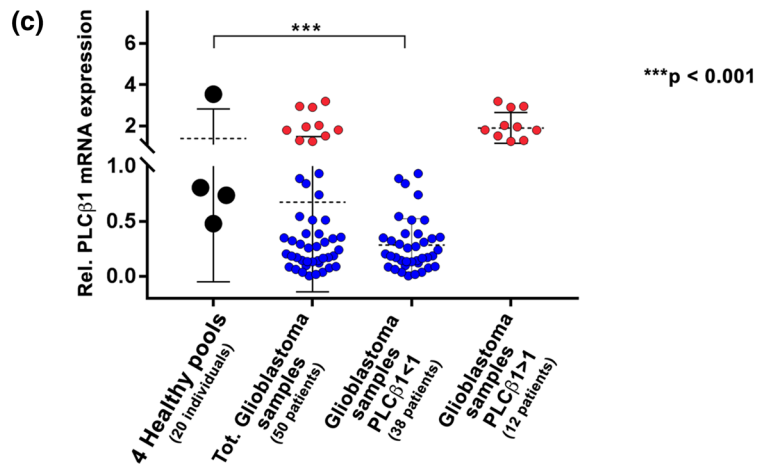 (c)
Rel. PLCβ1 mRNA expression
6
4
2
1.0
0.5
0.0
***
***p < 0.001
4 Healthy pools
(20 individuals)
Tot. Glioblastoma
samples
(50 patients)
Glioblastoma
samples
PLCβ1<1
(38 patients)
Glioblastoma
samples
PLCβ1>1
(12 patients)